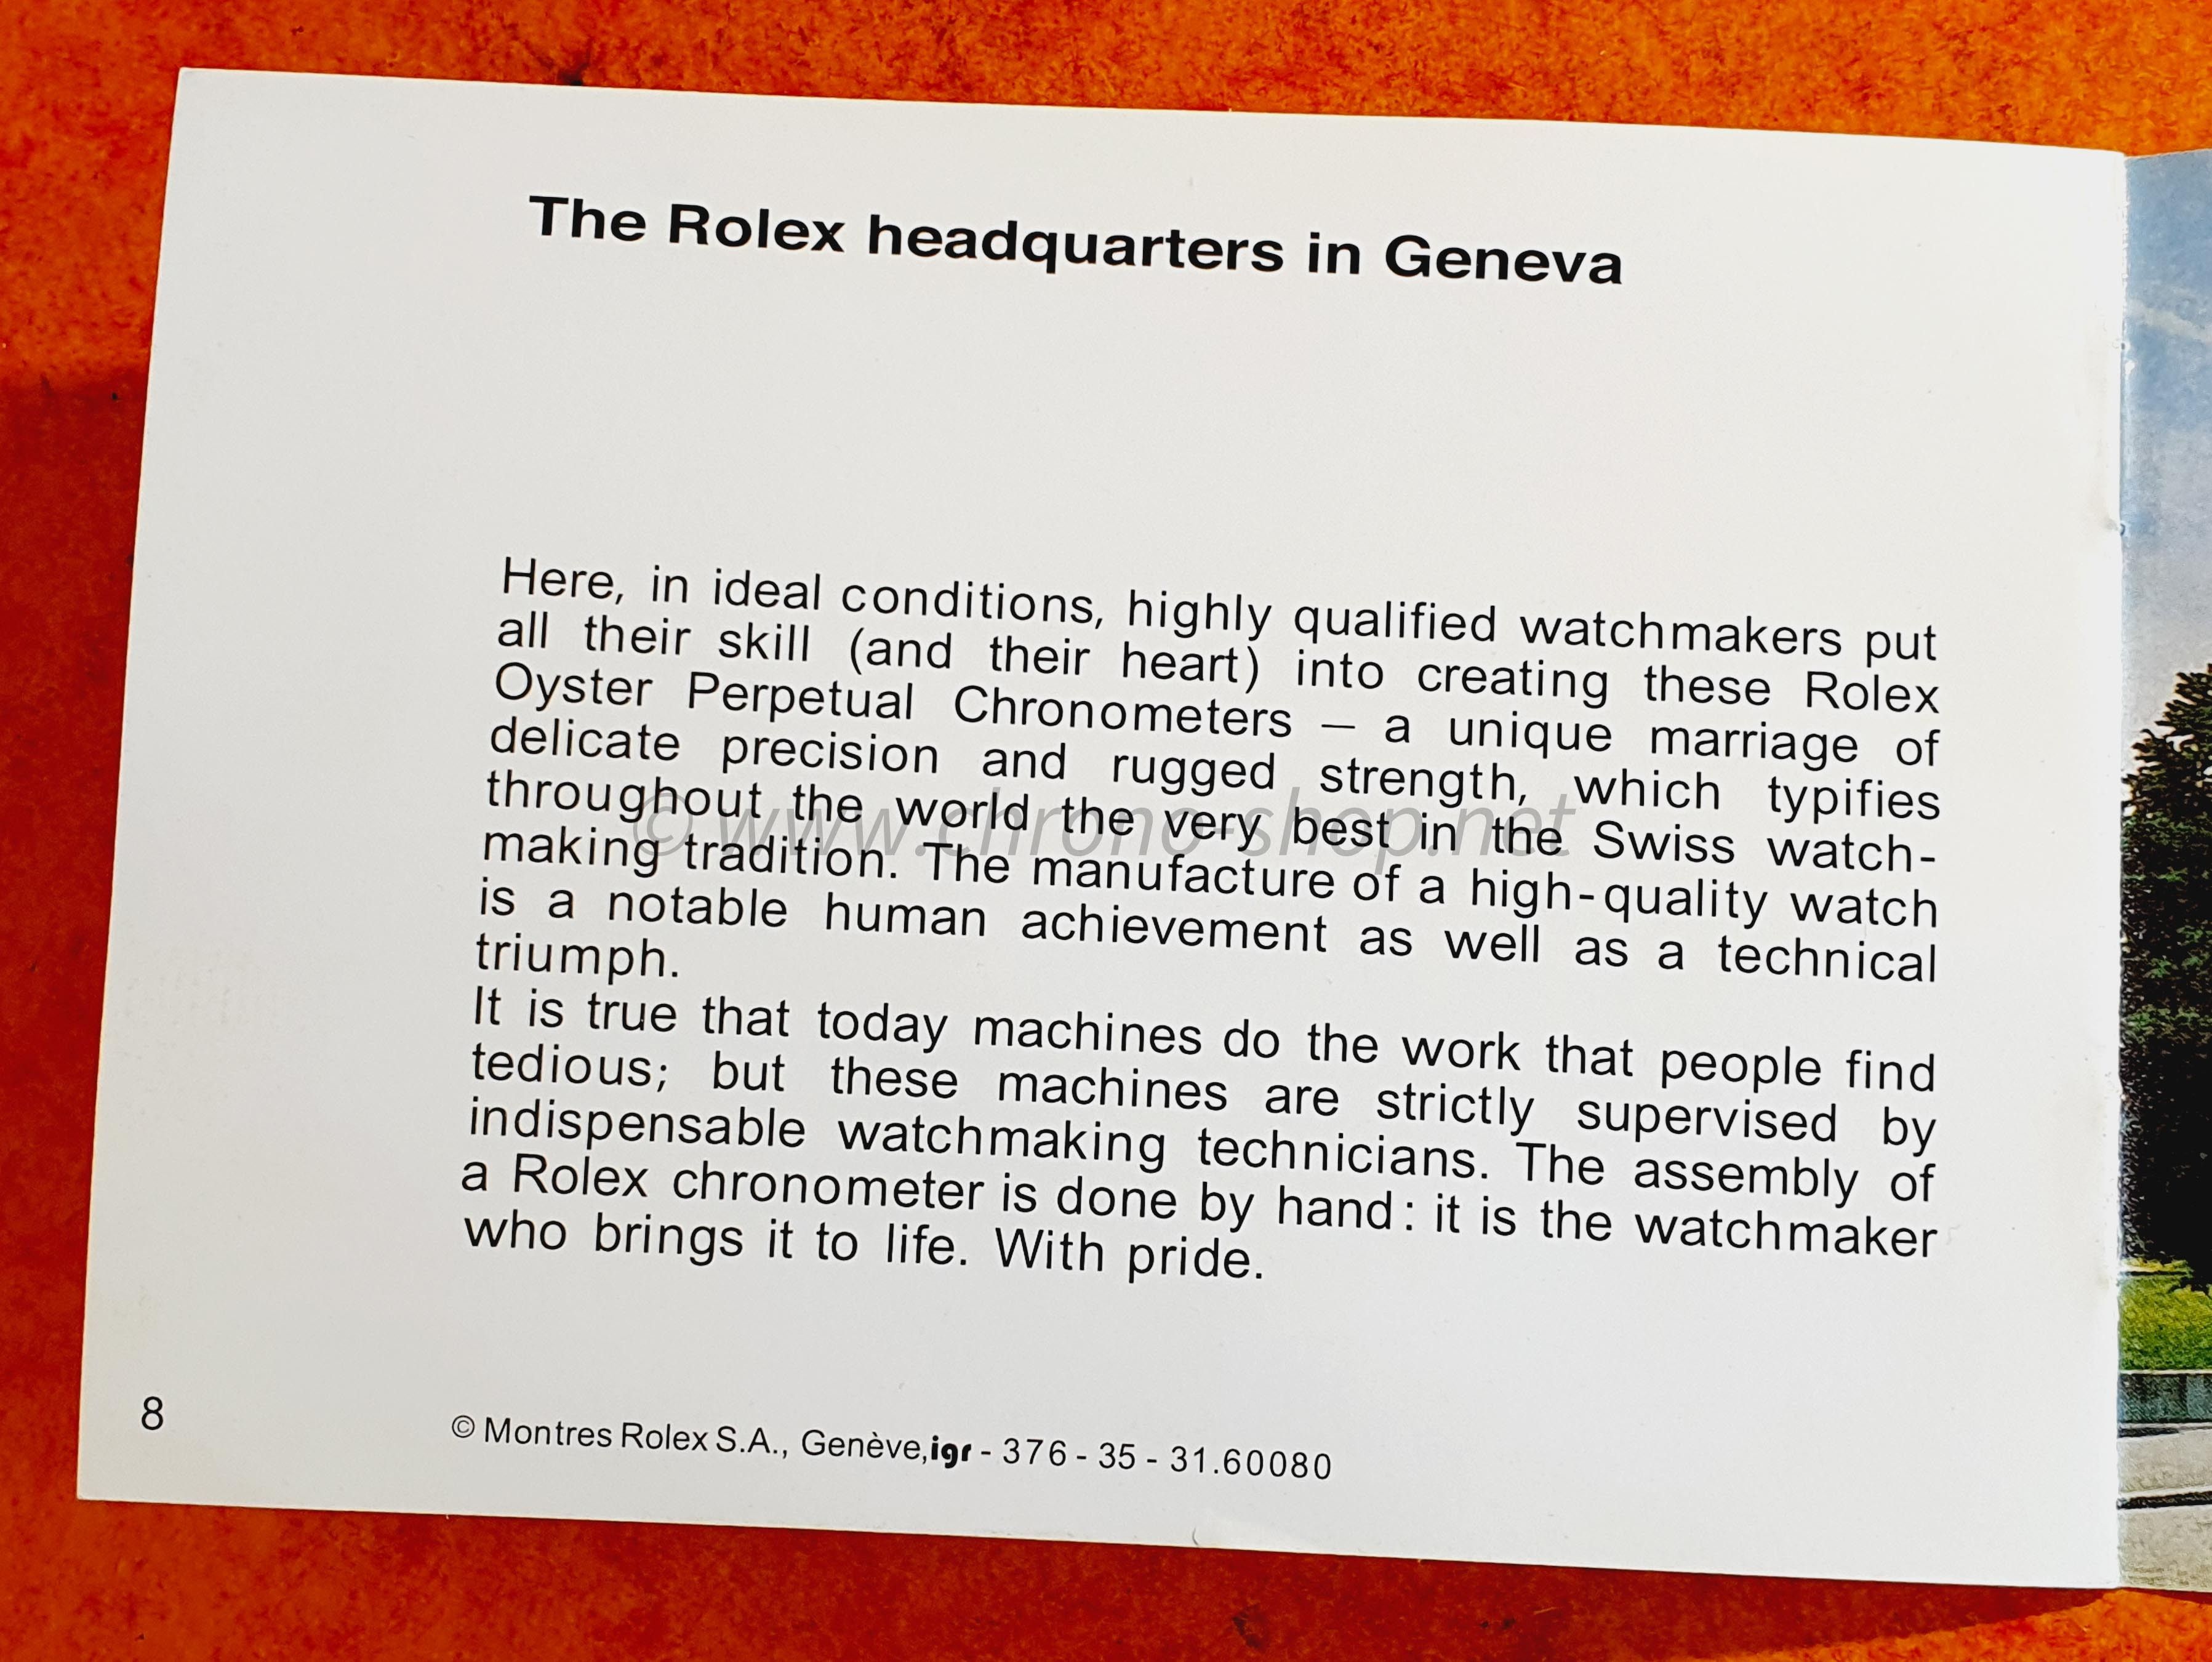 The Rolex headquarters in Geneva
Here, in ideal conditions, highly qualified watchmakers put
all their skill (and their heart) into creating these Rolex
Oyster Perpetual Chronometers – a unique marriage of
delicate precision and rugged strength, which typifies
throughout the world the very best in the Swiss watch-
making tradition. The manufacture of a high-quality watch
is a notable human achievement as well as a technical
triumph.
It is true that today machines do the work that people find
tedious; but these machines are strictly supervised by
indispensable watchmaking technicians. The assembly of
a Rolex chronometer is done by hand: it is the watchmaker
who brings it to life. With pride.
8
© Montres Rolex S.A., Genève, igr - 376 - 35 - 31.60080
© www.chrono-shop.net